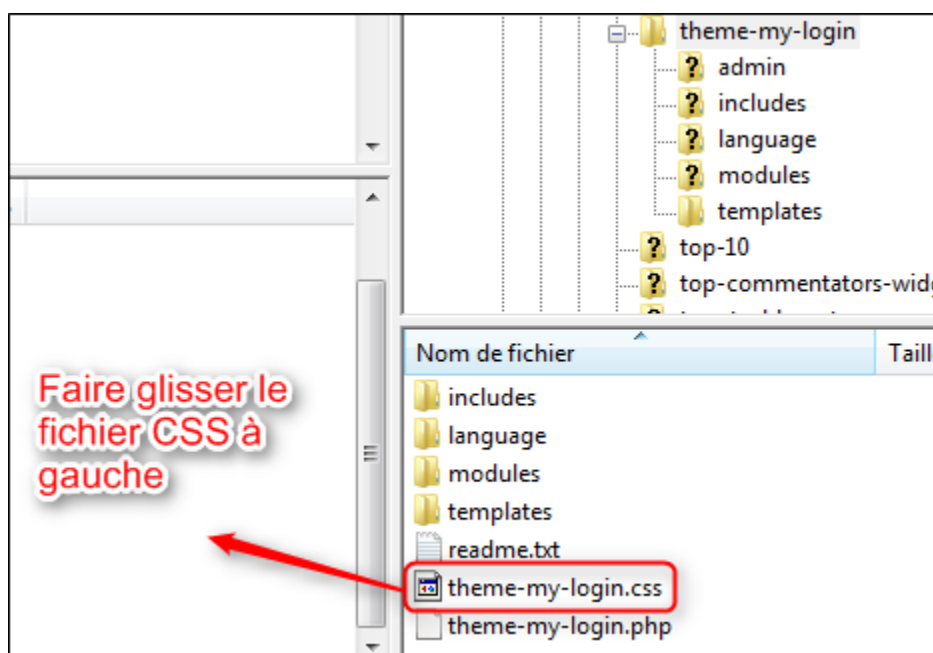 theme-my-login
admin
includes
language
modules
templates
top-10
top-commentators-widg
Nom de fichier
Taill
includes
language
modules
templates
readme.txt
theme-my-login.css
theme-my-login.php
Faire glisser le
fichier CSS à
gauche